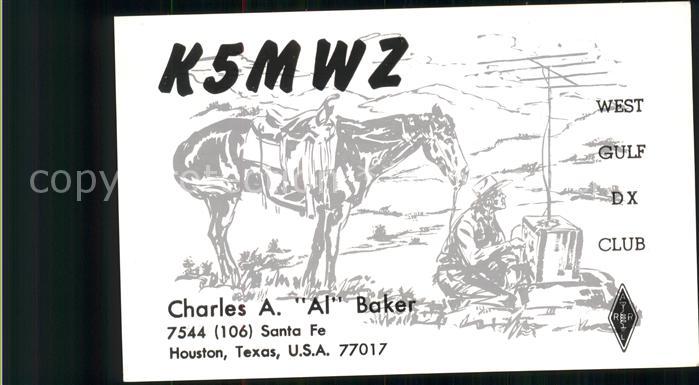 K5MWZ
WEST
GULF
DX
CLUB
Charles A. "Al" Baker
7544 (106) Santa Fe
Houston, Texas, U.S.A. 77017